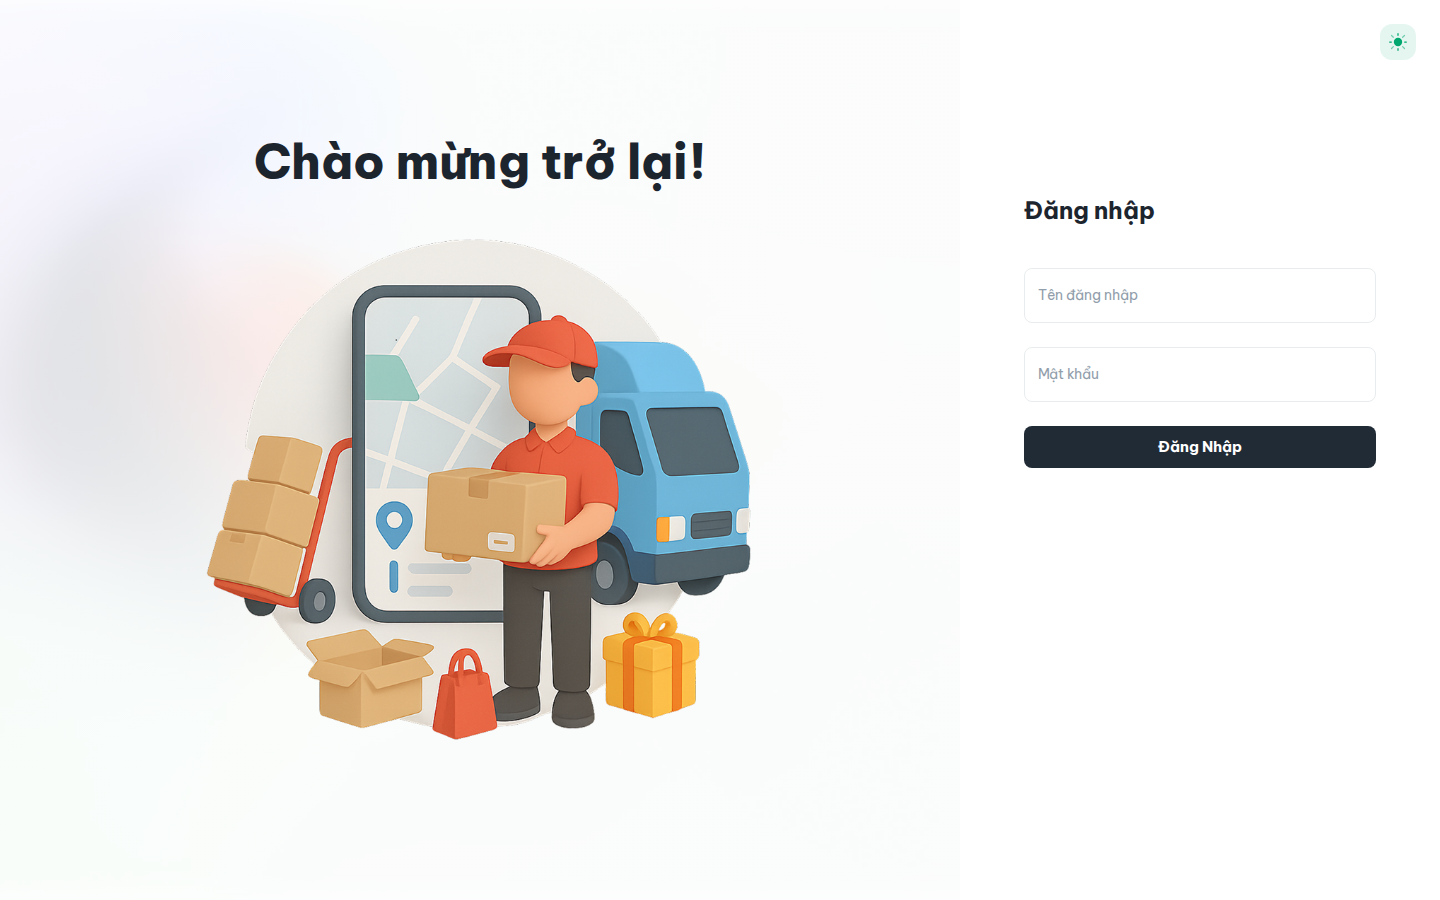 Chào mừng trở lại!
Đăng nhập
Tên đăng nhập
Mật khẩu
Đăng Nhập